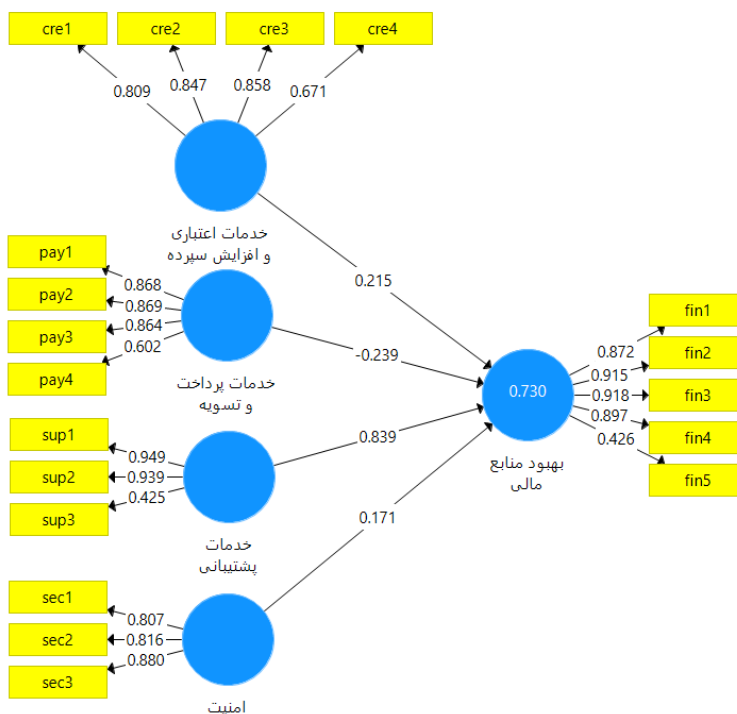 cre1
cre2
cre3
cre4
0.809
0.847
0.858
0.671
خدمات اعتباری
و افزایش سپرده
0.215
pay1
pay2
pay3
pay4
0.868
0.869
0.864
0.602
خدمات پرداخت
و تسویه
-0.239
sup1
sup2
sup3
0.949
0.939
0.425
خدمات
پشتیبانی
0.839
sec1
sec2
sec3
0.807
0.816
0.880
امنیت
0.171
0.730
بهبود منابع
مالی
0.872
0.915
0.918
0.897
0.426
fin1
fin2
fin3
fin4
fin5